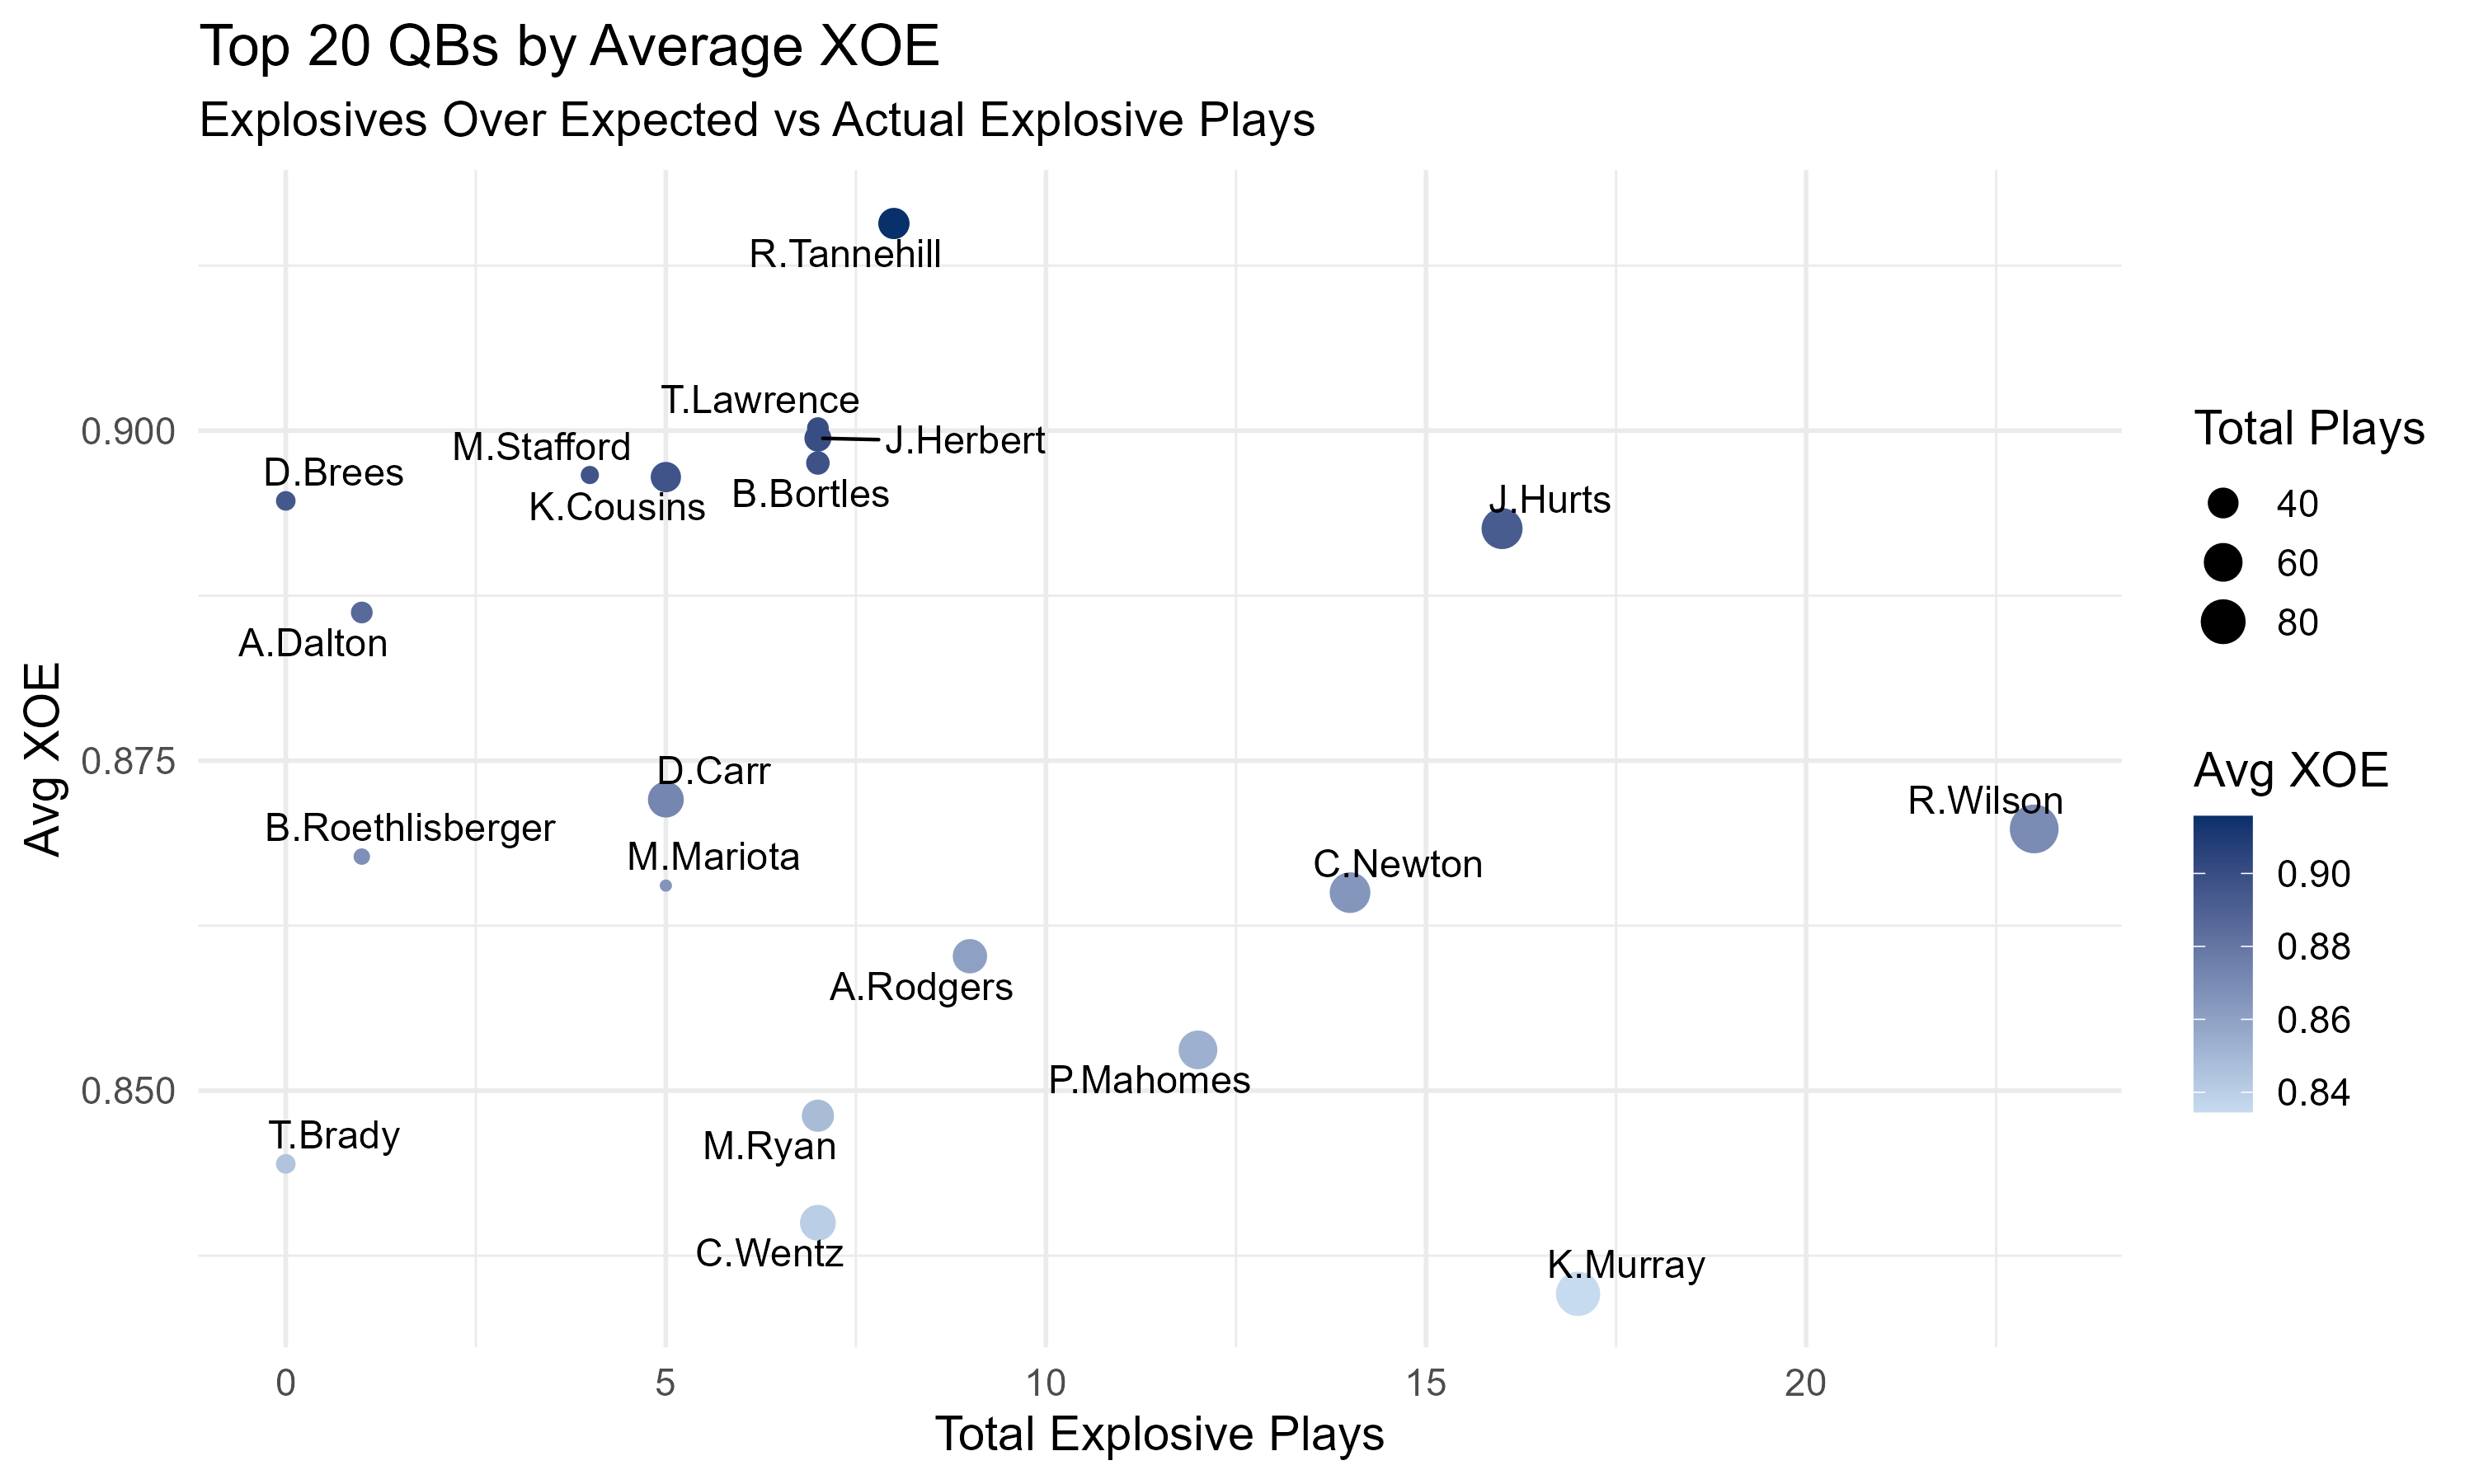 Top 20 QBs by Average XOE
Explosives Over Expected vs Actual Explosive Plays
Avg XOE
0.900
0.875
0.850
R.Tannehill
T.Lawrence
J.Herbert
M.Stafford
D.Brees
K.Cousins
B.Bortles
J.Hurts
A.Dalton
D.Carr
R.Wilson
B.Roethlisberger
M.Mariota
C.Newton
A.Rodgers
P.Mahomes
T.Brady
M.Ryan
C.Wentz
K.Murray
0
5
10
15
20
Total Explosive Plays
Total Plays
40
60
80
Avg XOE
0.90
0.88
0.86
0.84